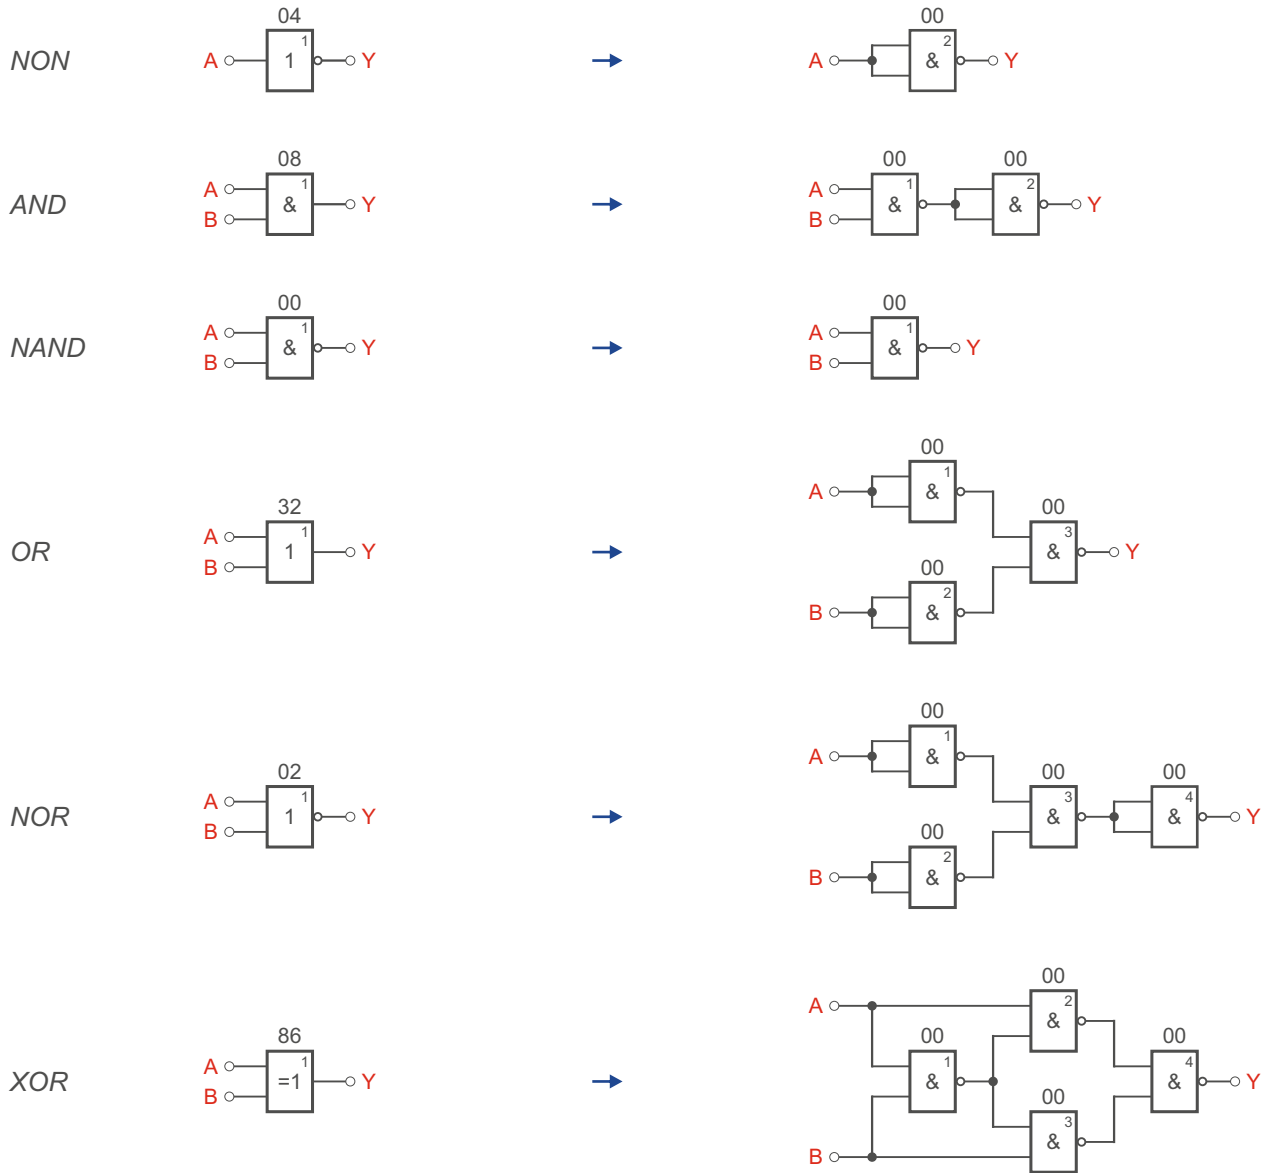 04 00
NON A 1 1 Y A & 2 Y
08 00 00
AND A B & 1 Y A B & 1 & 2 Y
00 00
NAND A B & 1 Y A B & 1 Y
00
A & 1
32 00
OR A B 1 1 Y & 3 Y
00
B & 2
00
A & 1
02 00 00
NOR A B 1 1 Y & 3 & 4 Y
00
B & 2
00
A & 2
86 00 00
XOR A B =1 1 Y & 1 & 4 Y
00
B & 3